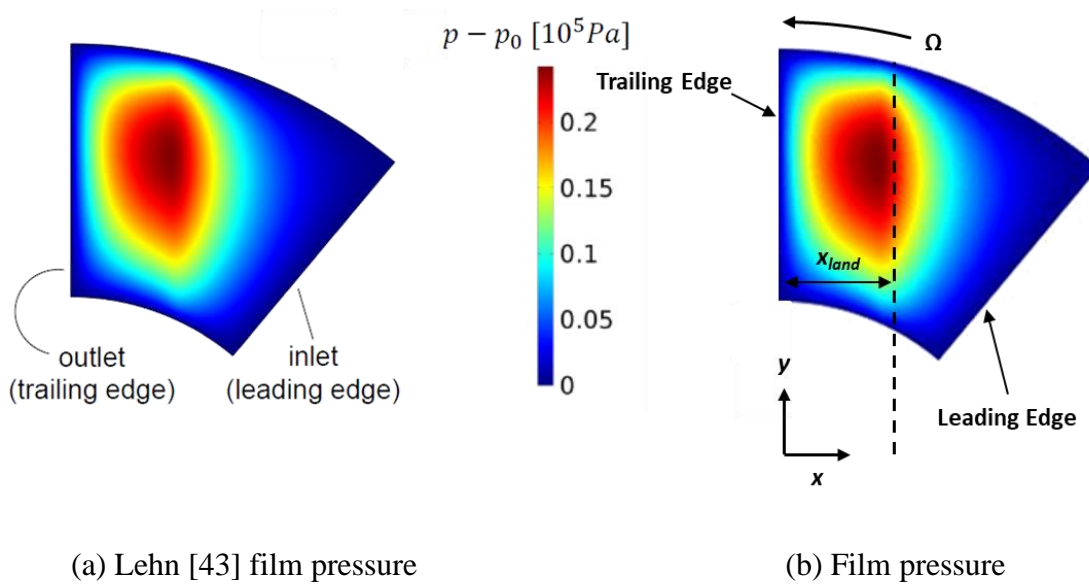 p − p₀ [10⁵Pa]
0.2
0.15
0.1
0.05
0
outlet
(trailing edge)
inlet
(leading edge)
Ω
Trailing Edge
x_land
y
x
Leading Edge
(a) Lehn [43] film pressure
(b) Film pressure